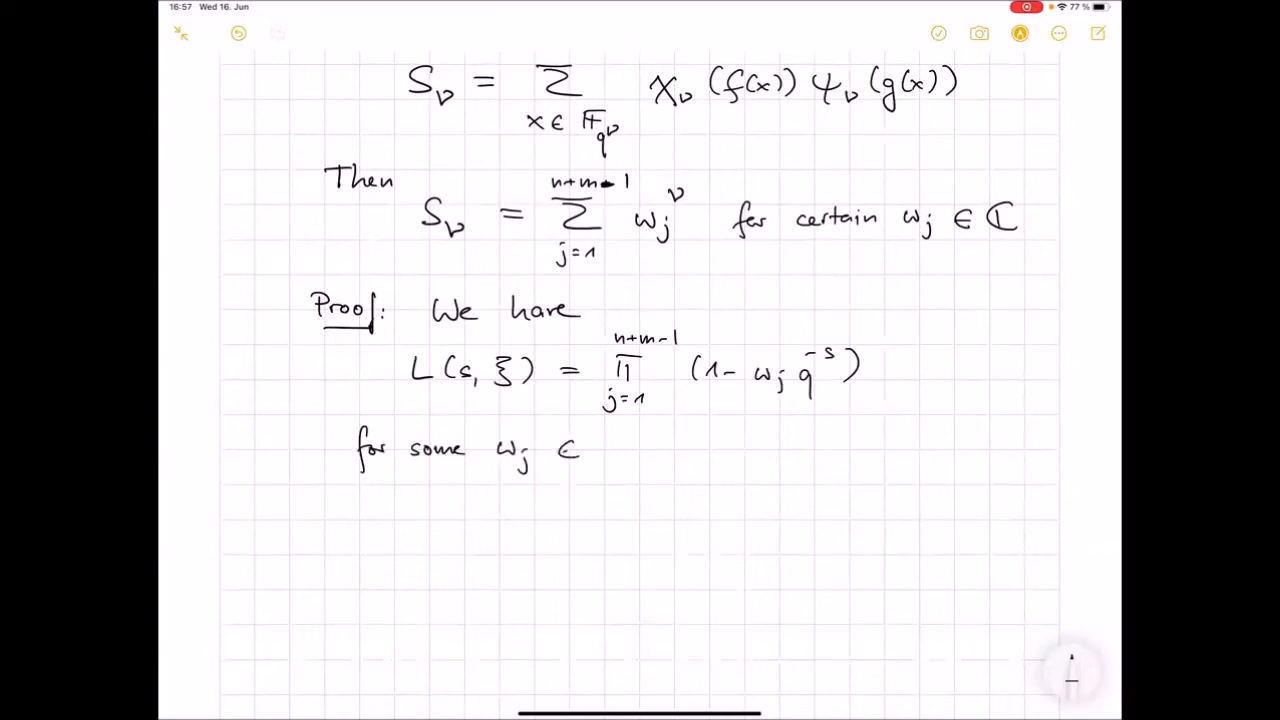 16:57 Wed 16. Jun 77 %
S_ν = Σ_{x ∈ 𝔽_{q^ν}} χ_ν (f(x)) ψ_ν (g(x))
Then
S_ν = Σ_{j=1}^{n+m-1} ω_j^ν for certain ω_j ∈ ℂ
Proof: We have
L(s, ξ) = Π_{j=1}^{n+m-1} (1 - ω_j q^{-s})
for some ω_j ∈